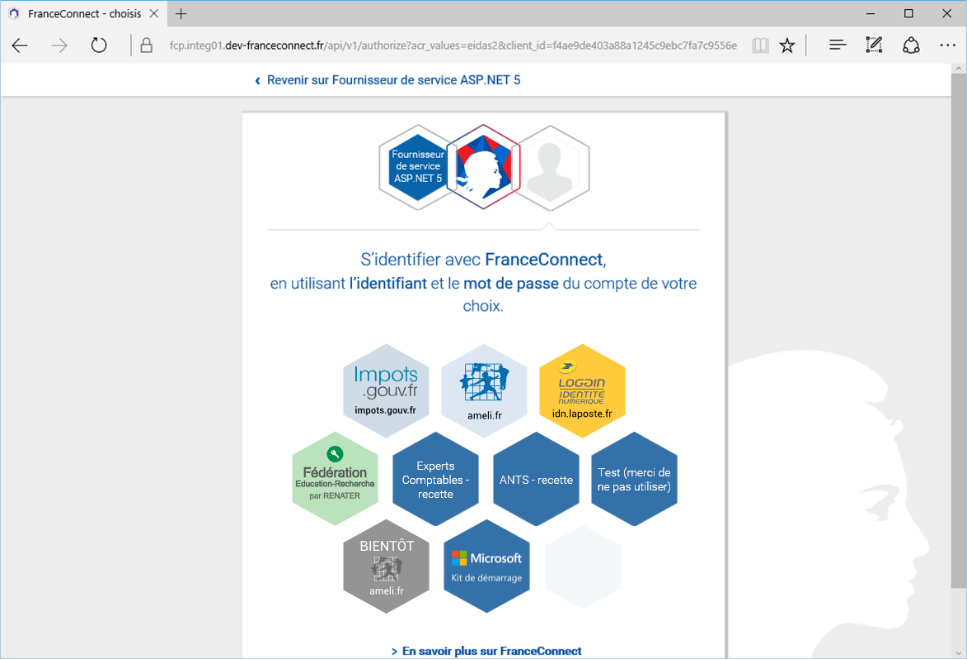 FranceConnect - choisis
fcp.integ01.dev-franceconnect.fr/api/v1/authorize?acr_values=eidas2&client_id=f4ae9de403a88a1245c9ebc7fa7c9556e
Revenir sur Fournisseur de service ASP.NET 5
Fournisseur
de service
ASP.NET 5
S'identifier avec FranceConnect,
en utilisant l'identifiant et le mot de passe du compte de votre
choix.
Impots
.gouv.fr
impots.gouv.fr
ameli.fr
LOGGIN
IDENTITÉ
NUMERIQUE
idn.laposte.fr
Fédération
Education-Recherche
par RENATER
Experts
Comptables -
recette
ANTS - recette
Test (merci de
ne pas utiliser)
BIENTÔT
ameli.fr
Microsoft
Kit de démarrage
> En savoir plus sur FranceConnect